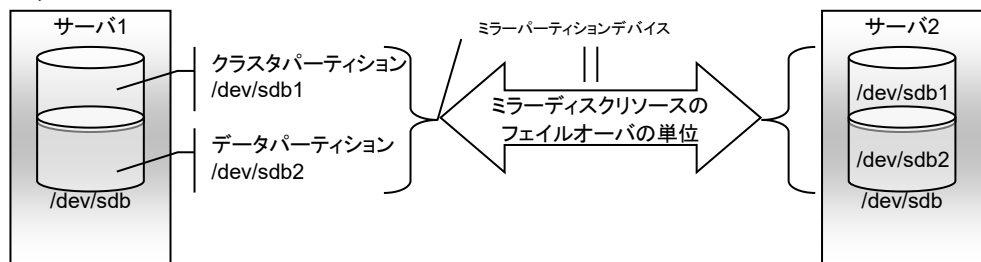 サーバ1
クラスタパーティション
/dev/sdb1
データパーティション
/dev/sdb2
/dev/sdb
ミラーパーティションデバイス
ミラーディスクリソースの
フェイルオーバの単位
サーバ2
/dev/sdb1
/dev/sdb2
/dev/sdb